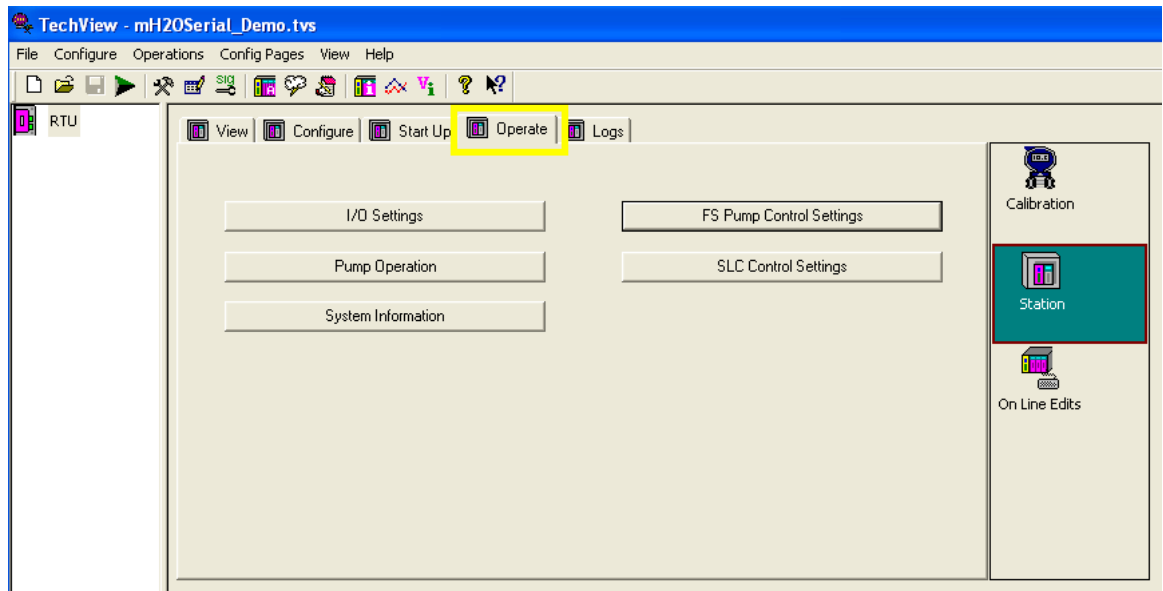 TechView - mH2OSerial_Demo.tvs
File Configure Operations Config Pages View Help
SIG V i ? ?
RTU
View Configure Start Up Operate Logs
I/O Settings
FS Pump Control Settings
Pump Operation
SLC Control Settings
System Information
Calibration
Station
On Line Edits